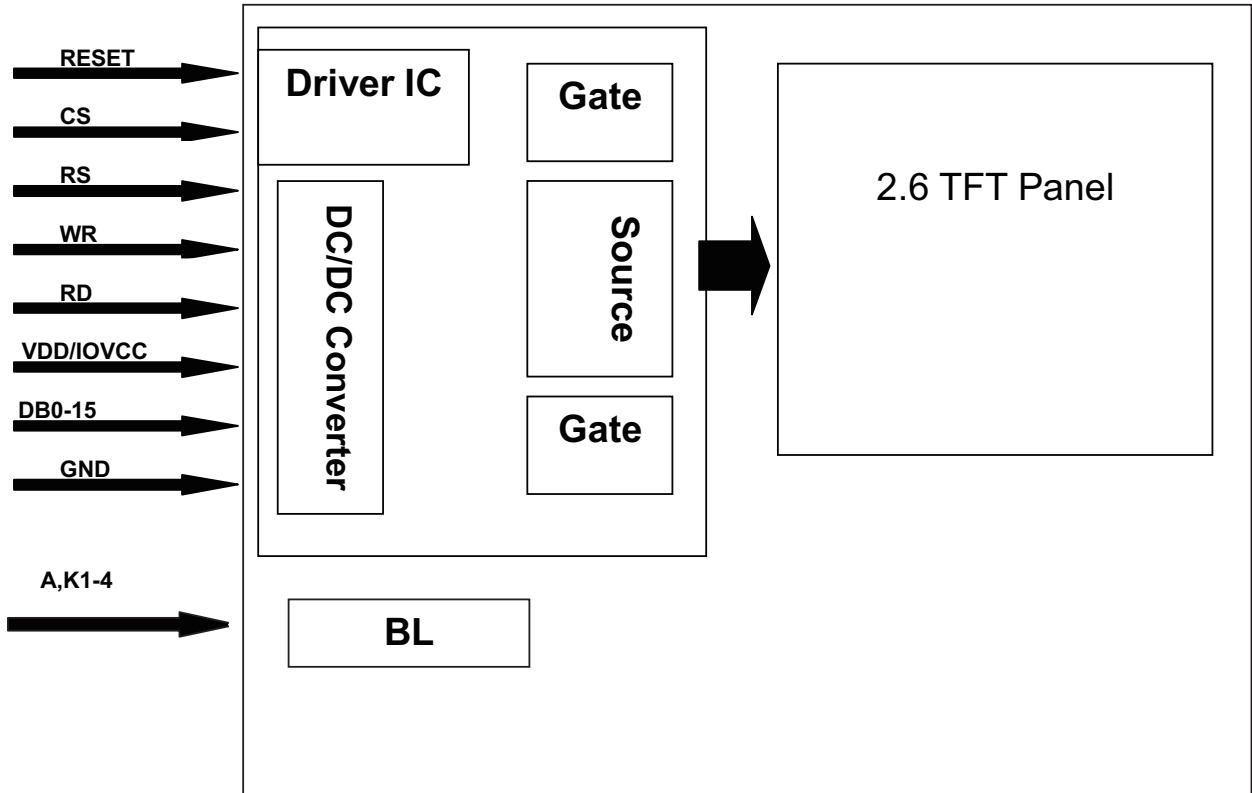 RESET
CS
RS
WR
RD
VDD/IOVCC
DB0-15
GND
A,K1-4
Driver IC
DC/DC Converter
Gate
Source
Gate
BL
2.6 TFT Panel